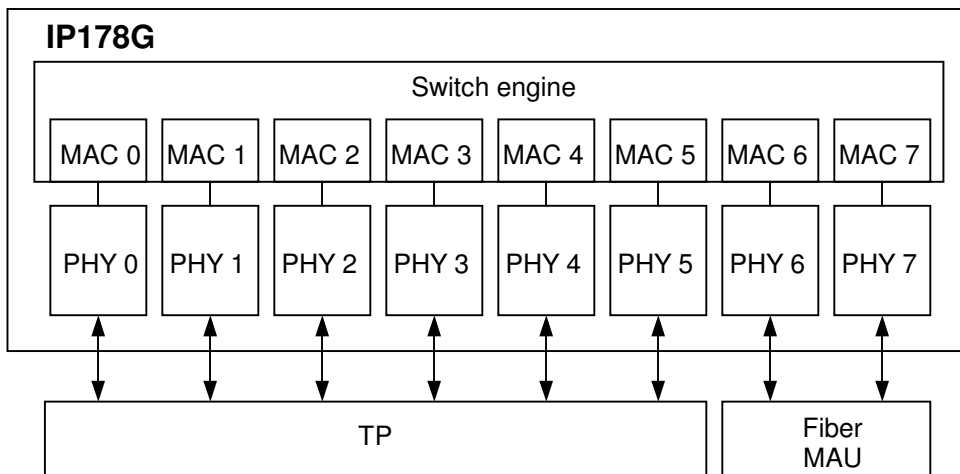 IP178G
Switch engine
MAC 0 MAC 1 MAC 2 MAC 3 MAC 4 MAC 5 MAC 6 MAC 7
PHY 0 PHY 1 PHY 2 PHY 3 PHY 4 PHY 5 PHY 6 PHY 7
TP
Fiber
MAU